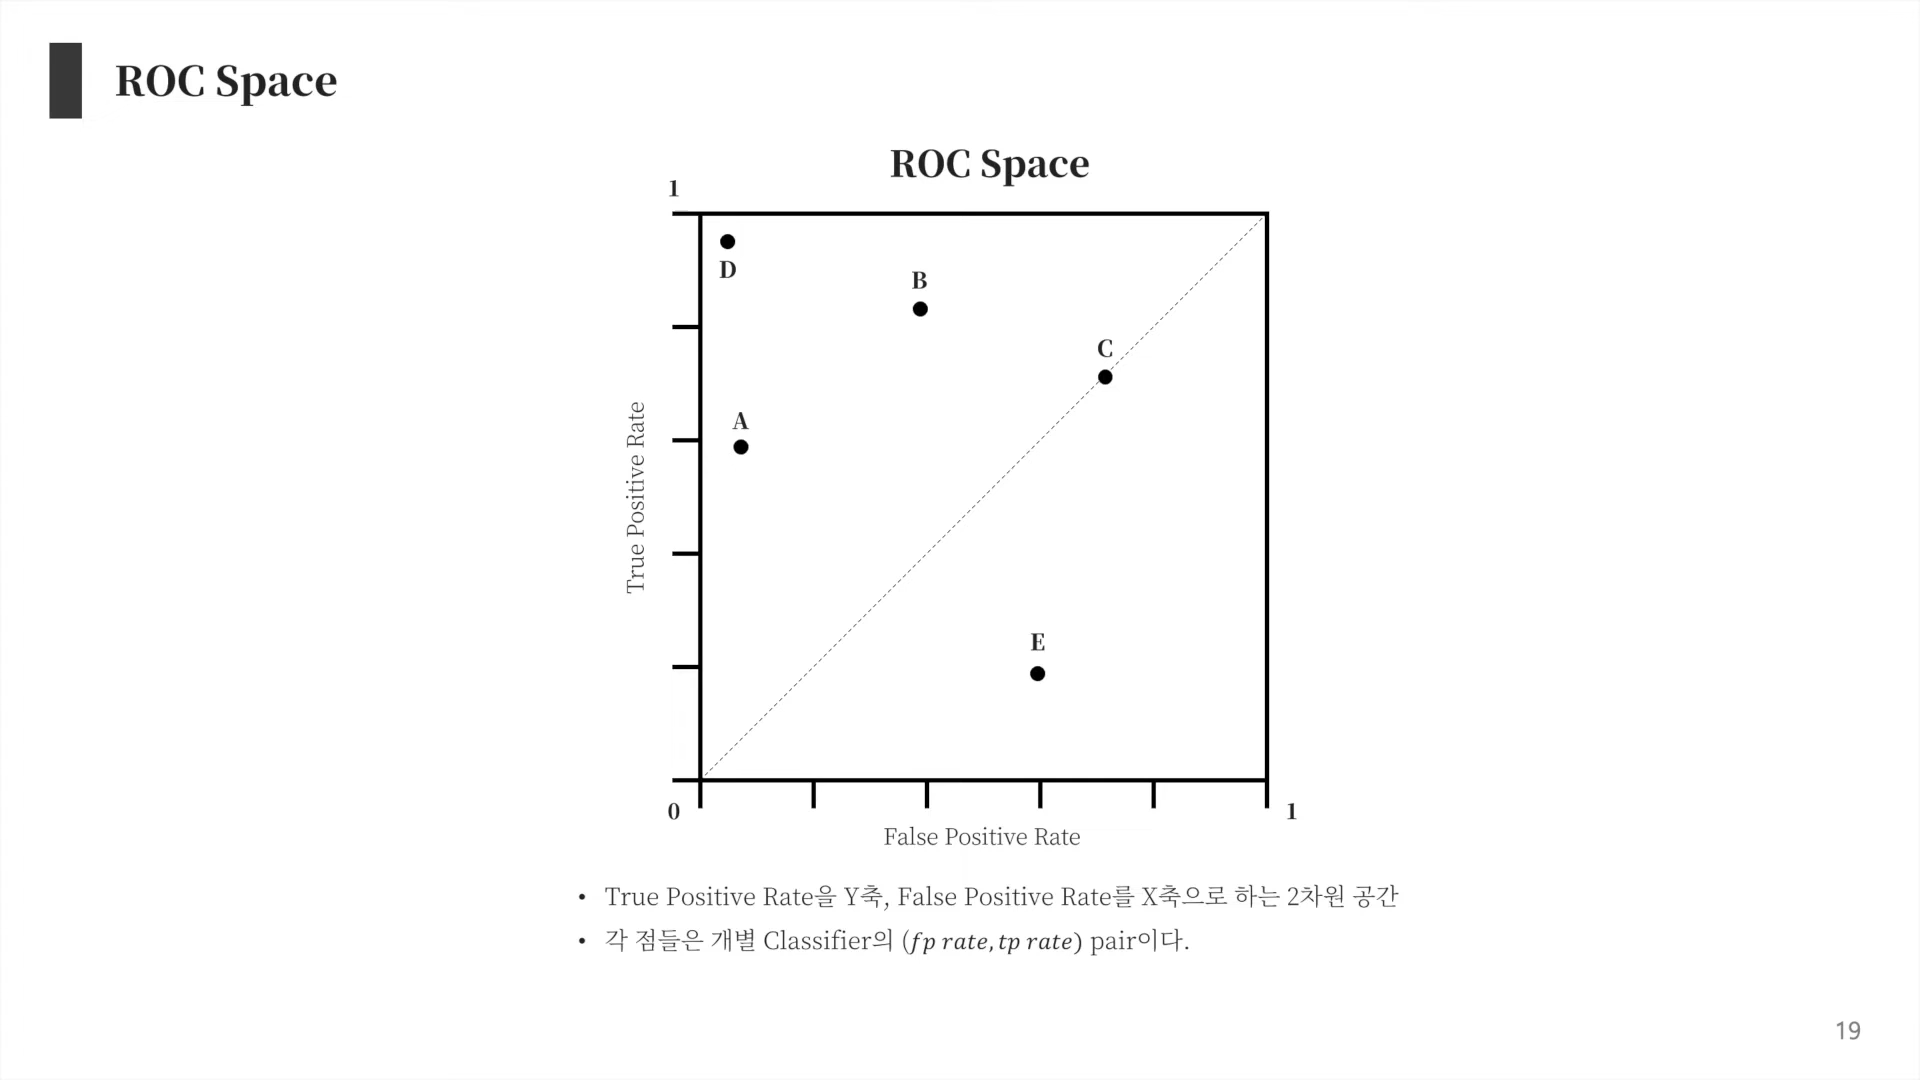 ROC Space
ROC Space
1
D
B
C
A
True Positive Rate
E
0
1
False Positive Rate
• True Positive Rate을 Y축, False Positive Rate를 X축으로 하는 2차원 공간
• 각 점들은 개별 Classifier의 (fp rate, tp rate) pair이다.
19